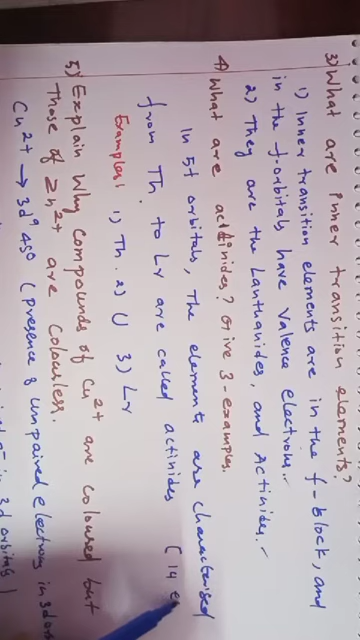 3) What are inner transition elements?
1) Inner transition elements are in the f-block, and
in the f-orbitals have valence electrons.
2) They are the Lanthanides, and Actinides.
4) What are actinides? Give 3-examples.
In 5f orbitals, The elements are characterised
from Th to Lr are called actinides (14
Examples: 1) Th. 2) U 3) Lr
5) Explain Why compounds of Cu2+ are coloured but
those of Zn2+ are colourless.
Cu2+ → 3d9 4s0 (presence of unpaired electrons in 3d
in 3d orbitals)